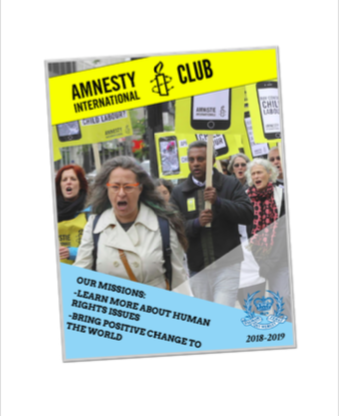 AMNESTY CLUB
INTERNATIONAL
CHILD LABOUR?
AMNESTY
OUR MISSIONS:
-LEARN MORE ABOUT HUMAN
RIGHTS ISSUES
-BRING POSITIVE CHANGE TO
THE WORLD
2018-2019